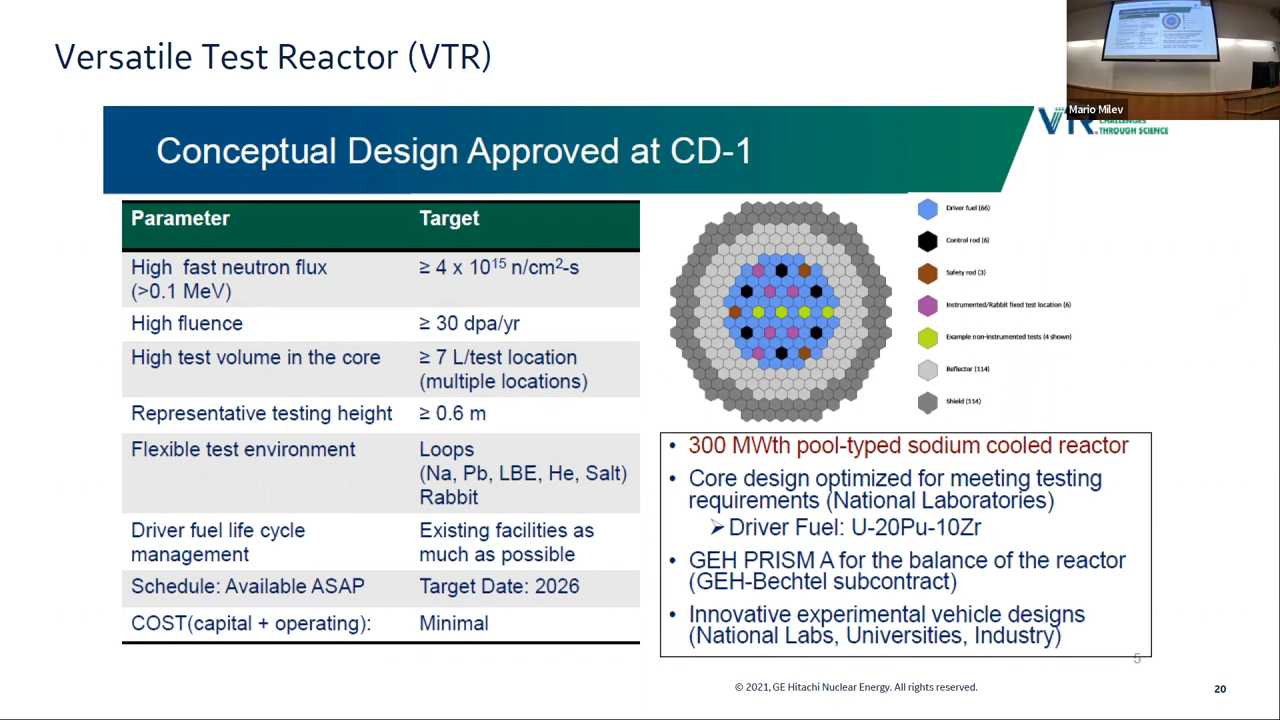 Versatile Test Reactor (VTR)
Mario Milev
VTR
CHALLENGES
THROUGH SCIENCE
Conceptual Design Approved at CD-1
Parameter Target
High fast neutron flux ≥ 4 x 10¹⁵ n/cm²-s
(>0.1 MeV)
High fluence ≥ 30 dpa/yr
High test volume in the core ≥ 7 L/test location
(multiple locations)
Representative testing height ≥ 0.6 m
Flexible test environment Loops
(Na, Pb, LBE, He, Salt)
Rabbit
Driver fuel life cycle Existing facilities as
management much as possible
Schedule: Available ASAP Target Date: 2026
COST(capital + operating): Minimal
Driver fuel (66)
Control rod (6)
Safety rod (3)
Instrumented/Rabbit fixed test location (6)
Example non-instrumented tests (4 shown)
Reflector (114)
Shield (114)
• 300 MWth pool-typed sodium cooled reactor
• Core design optimized for meeting testing
requirements (National Laboratories)
➢ Driver Fuel: U-20Pu-10Zr
• GEH PRISM A for the balance of the reactor
(GEH-Bechtel subcontract)
• Innovative experimental vehicle designs
(National Labs, Universities, Industry)
5
© 2021, GE Hitachi Nuclear Energy. All rights reserved.
20